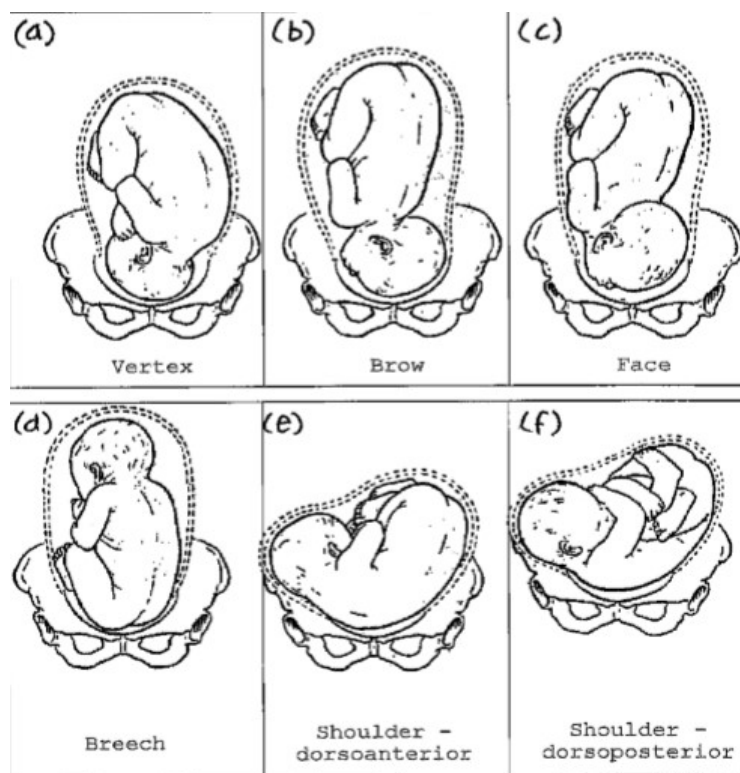 (a)
(b)
(c)
Vertex
Brow
Face
(d)
(e)
(f)
Breech
Shoulder -
dorsoanterior
Shoulder -
dorsoposterior